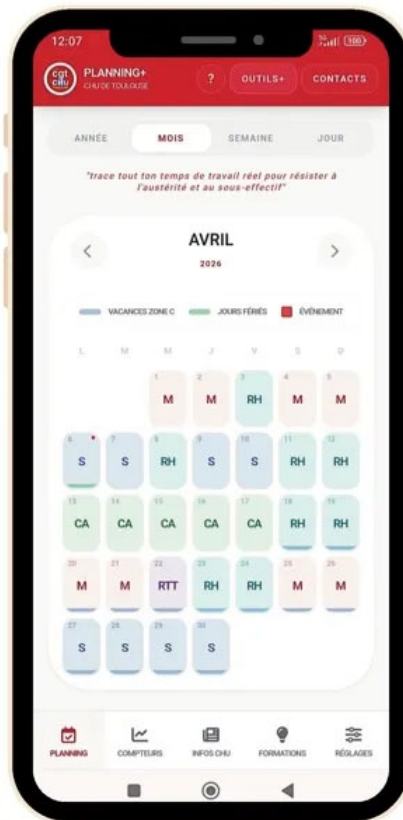 12:07
5G 100
cgt
chu
PLANNING+
CHU DE TOULOUSE
?
OUTILS+
CONTACTS
ANNÉE MOIS SEMAINE JOUR
"trace tout ton temps de travail réel pour résister à
l'austérité et au sous-effectif"
AVRIL
2026
VACANCES ZONE C JOURS FÉRIÉS ÉVÉNEMENT
L M M J V S D
1 2 3 4 5
M M RH M M
6 7 8 9 10 11 12
S S RH S S RH RH
13 14 15 16 17 18 19
CA CA CA CA CA RH RH
20 21 22 23 24 25 26
M M RTT RH RH M M
27 28 29 30
S S S S
PLANNING COMPTEURS INFOS CHU FORMATIONS RÉGLAGES